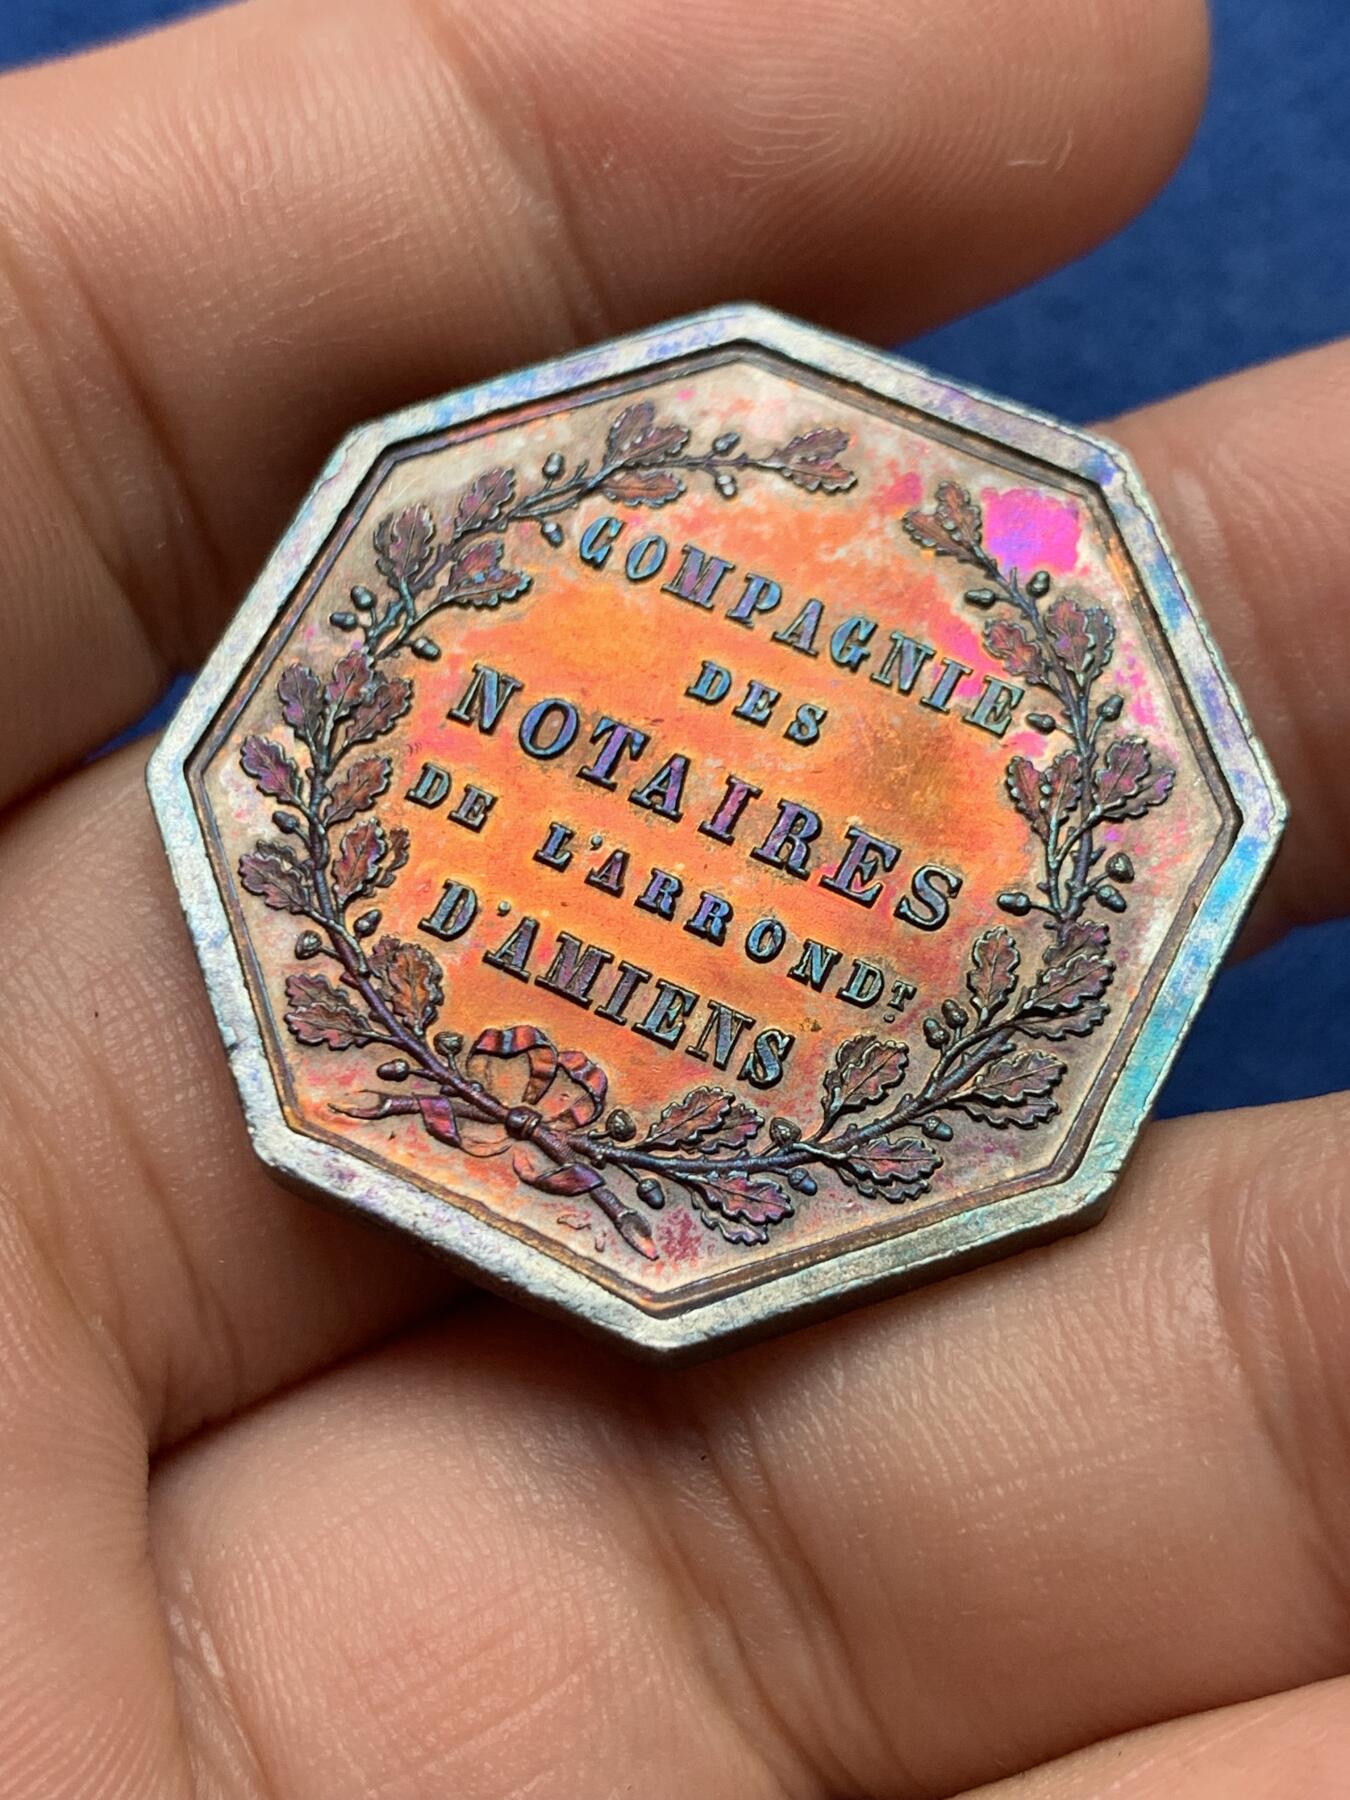 COMPAGNIE
DES
NOTAIRES
DE L'ARRONDT.
D'AMIENS